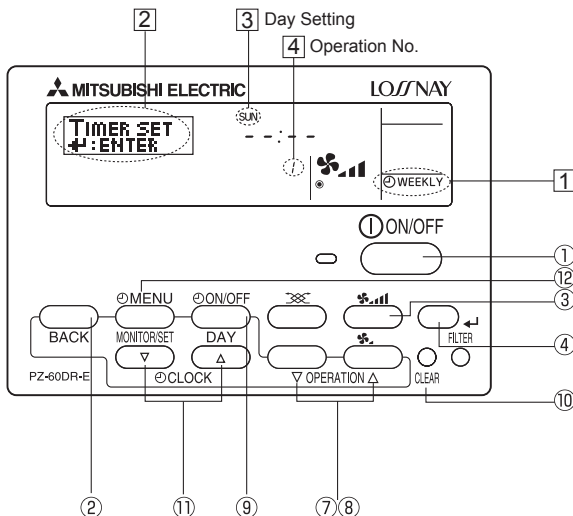 2
3 Day Setting
4 Operation No.
MITSUBISHI ELECTRIC
LOSSNAY
TIMER SET
↵:ENTER
SUN
--:--
1
WEEKLY
1
ON/OFF
①
⑫
MENU
ON/OFF
③
BACK
MONITOR/SET
DAY
FILTER
④
▽
△
PZ-60DR-E
CLOCK
▽ OPERATION △
CLEAR
⑩
②
⑪
⑨
⑦⑧